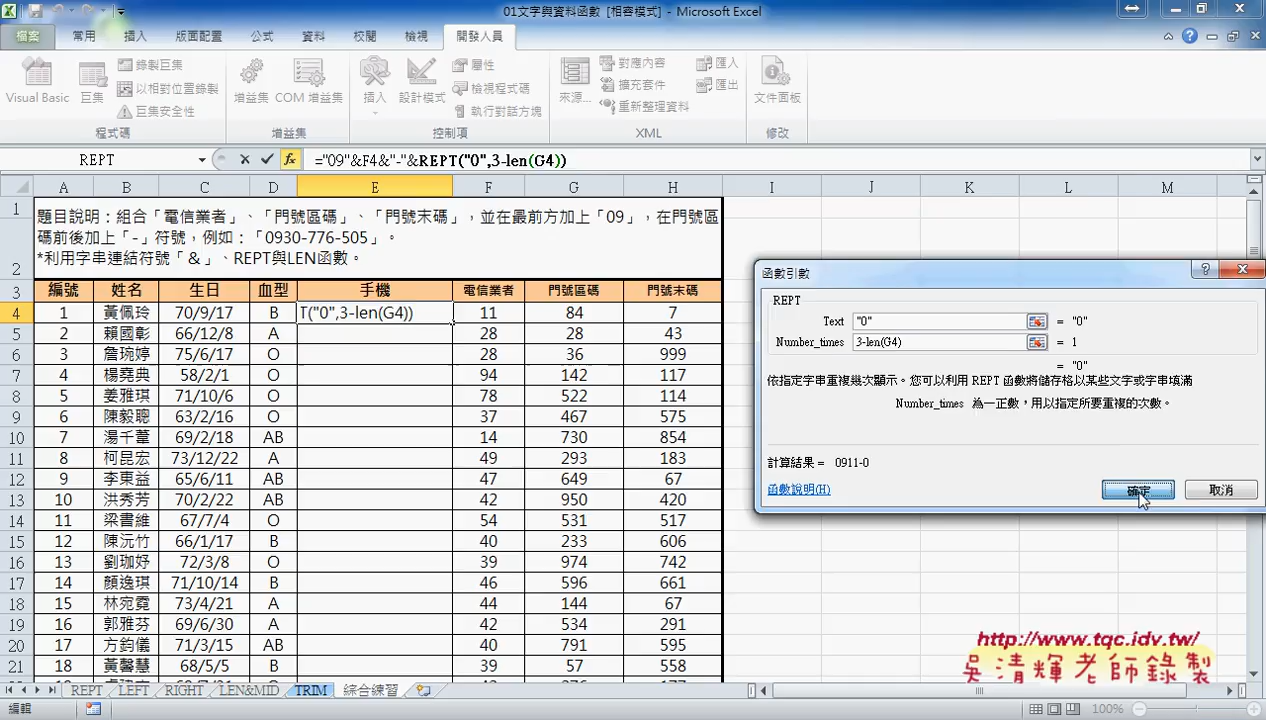 01文字與資料函數 [相容模式] - Microsoft Excel
檔案 常用 插入 版面配置 公式 資料 校閱 檢視 開發人員
Visual Basic 巨集 錄製巨集 以相對位置錄製 巨集安全性 程式碼
增益集 COM 增益集 增益集
插入 設計模式 屬性 檢視程式碼 執行對話方塊 控制項
來源... 對應內容 擴充套件 重新整理資料 匯入 匯出 XML
文件面板 修改
REPT ="09"&F4&"-"&REPT("0",3-len(G4))
A B C D E F G H I J K L M
1 題目說明：組合「電信業者」、「門號區碼」、「門號末碼」，並在最前方加上「09」，在門號區
碼前後加上「-」符號，例如：「0930-776-505」。
2 *利用字串連結符號「&」、REPT與LEN函數。
3 編號 姓名 生日 血型 手機 電信業者 門號區碼 門號末碼
4 1 黃佩玲 70/9/17 B T("0",3-len(G4)) 11 84 7
5 2 賴國彰 66/12/8 A 28 28 43
6 3 詹琬婷 75/6/17 O 28 36 999
7 4 楊堯典 58/2/1 O 94 142 117
8 5 姜雅琪 71/10/6 O 78 522 114
9 6 陳毅聰 63/2/16 O 37 467 575
10 7 湯千葦 69/2/18 AB 14 730 854
11 8 柯昆宏 73/12/22 A 49 293 183
12 9 李東益 65/6/11 AB 47 649 67
13 10 洪秀芳 70/2/22 AB 42 950 420
14 11 梁書維 67/7/4 O 54 531 517
15 12 陳沅竹 66/1/17 B 40 233 606
16 13 劉珈妤 72/3/8 O 39 974 742
17 14 顏逸琪 71/10/14 B 46 596 661
18 15 林宛霓 73/4/21 A 44 144 67
19 16 郭雅芬 69/6/30 A 42 534 291
20 17 方鈞儀 71/3/15 AB 40 791 595
21 18 黃馨慧 68/5/5 B 39 57 558
函數引數
REPT
Text "0" = "0"
Number_times 3-len(G4) = 1
= "0"
依指定字串重複幾次顯示。您可以利用 REPT 函數將儲存格以某些文字或字串填滿
Number_times 為一正數，用以指定所要重複的次數。
計算結果 = 0911-0
函數說明(H) 確定 取消
http://www.tqc.idv.tw/
吳清輝老師錄製
REPT LEFT RIGHT LEN&MID TRIM 綜合練習
編輯 100%